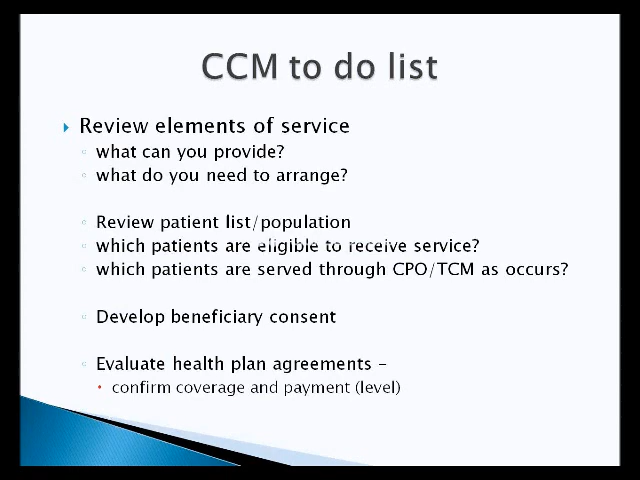 CCM to do list
Review elements of service
what can you provide?
what do you need to arrange?
Review patient list/population
which patients are eligible to receive service?
which patients are served through CPO/TCM as occurs?
Develop beneficiary consent
Evaluate health plan agreements –
confirm coverage and payment (level)